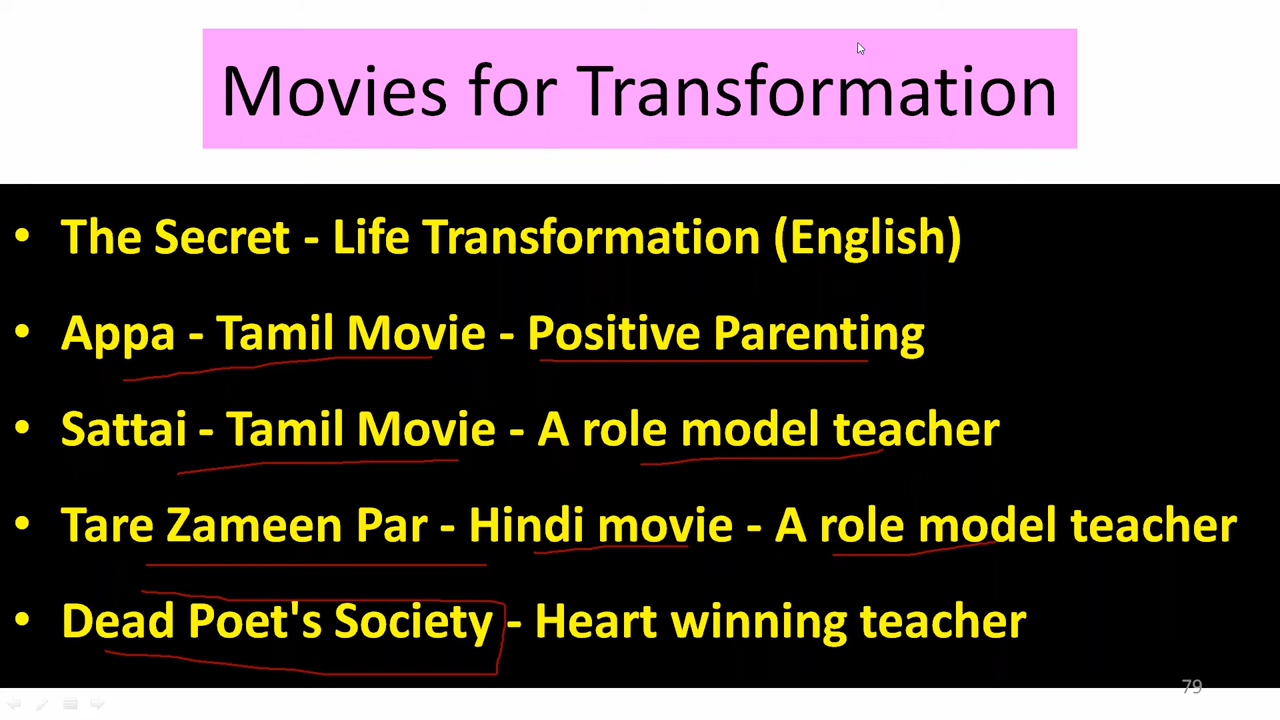 Movies for Transformation
• The Secret - Life Transformation (English)
• Appa - Tamil Movie - Positive Parenting
• Sattai - Tamil Movie - A role model teacher
• Tare Zameen Par - Hindi movie - A role model teacher
• Dead Poet's Society - Heart winning teacher
79